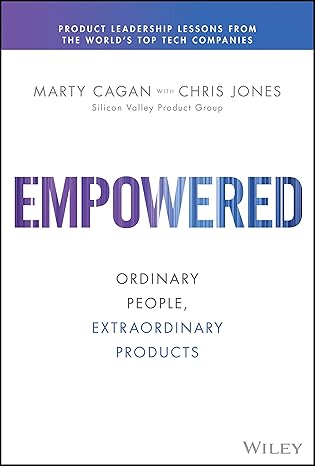 PRODUCT LEADERSHIP LESSONS FROM
THE WORLD'S TOP TECH COMPANIES
MARTY CAGAN WITH CHRIS JONES
Silicon Valley Product Group
EMPOWERED
ORDINARY
PEOPLE,
EXTRAORDINARY
PRODUCTS
WILEY